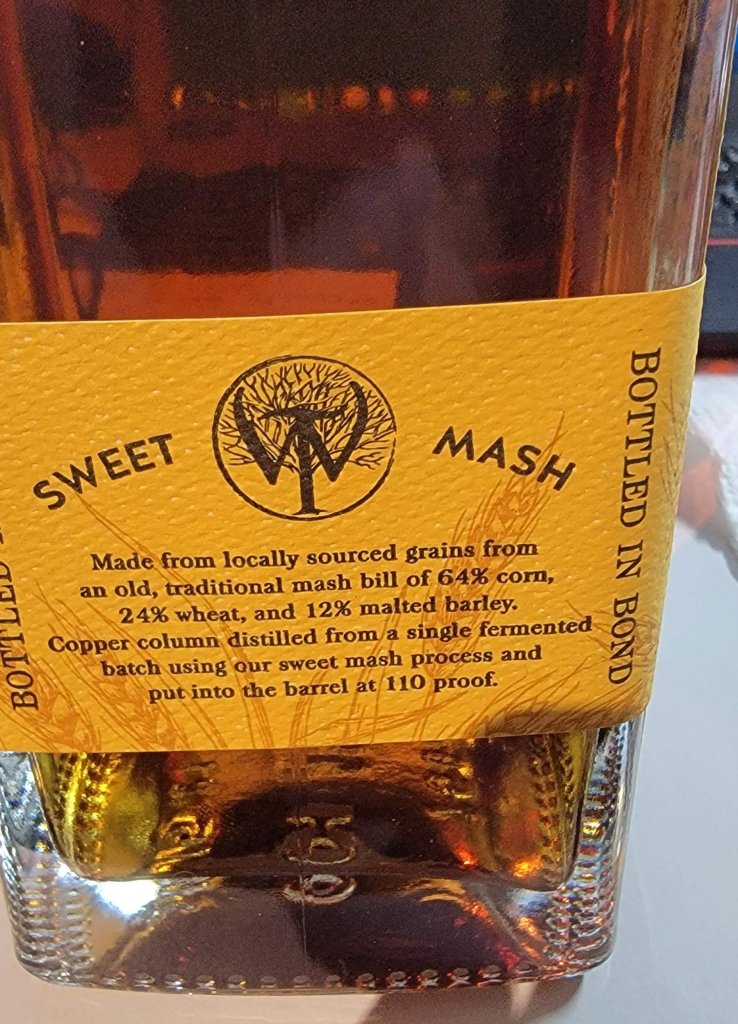 SWEET MASH
Made from locally sourced grains from
an old, traditional mash bill of 64% corn,
24% wheat, and 12% malted barley.
Copper column distilled from a single fermented
batch using our sweet mash process and
put into the barrel at 110 proof.
BOTTLED IN BOND
BOTTLED